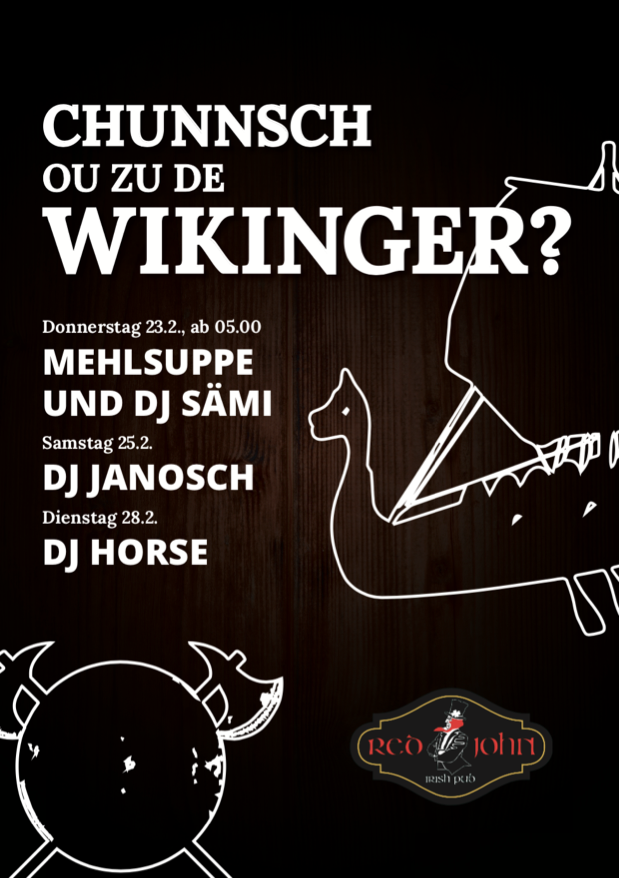 CHUNNSCH
OU ZU DE
WIKINGER?
Donnerstag 23.2., ab 05.00
MEHLSUPPE
UND DJ SÄMI
Samstag 25.2.
DJ JANOSCH
Dienstag 28.2.
DJ HORSE
RED JOHN
IRISH PUB